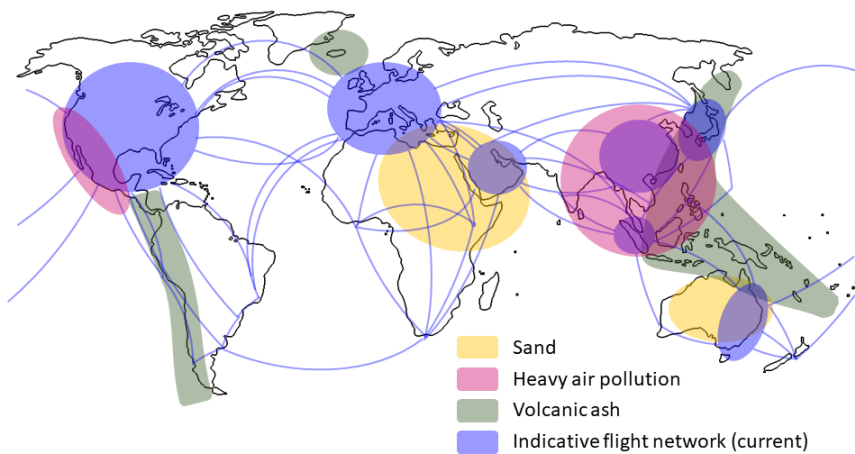 Sand
Heavy air pollution
Volcanic ash
Indicative flight network (current)